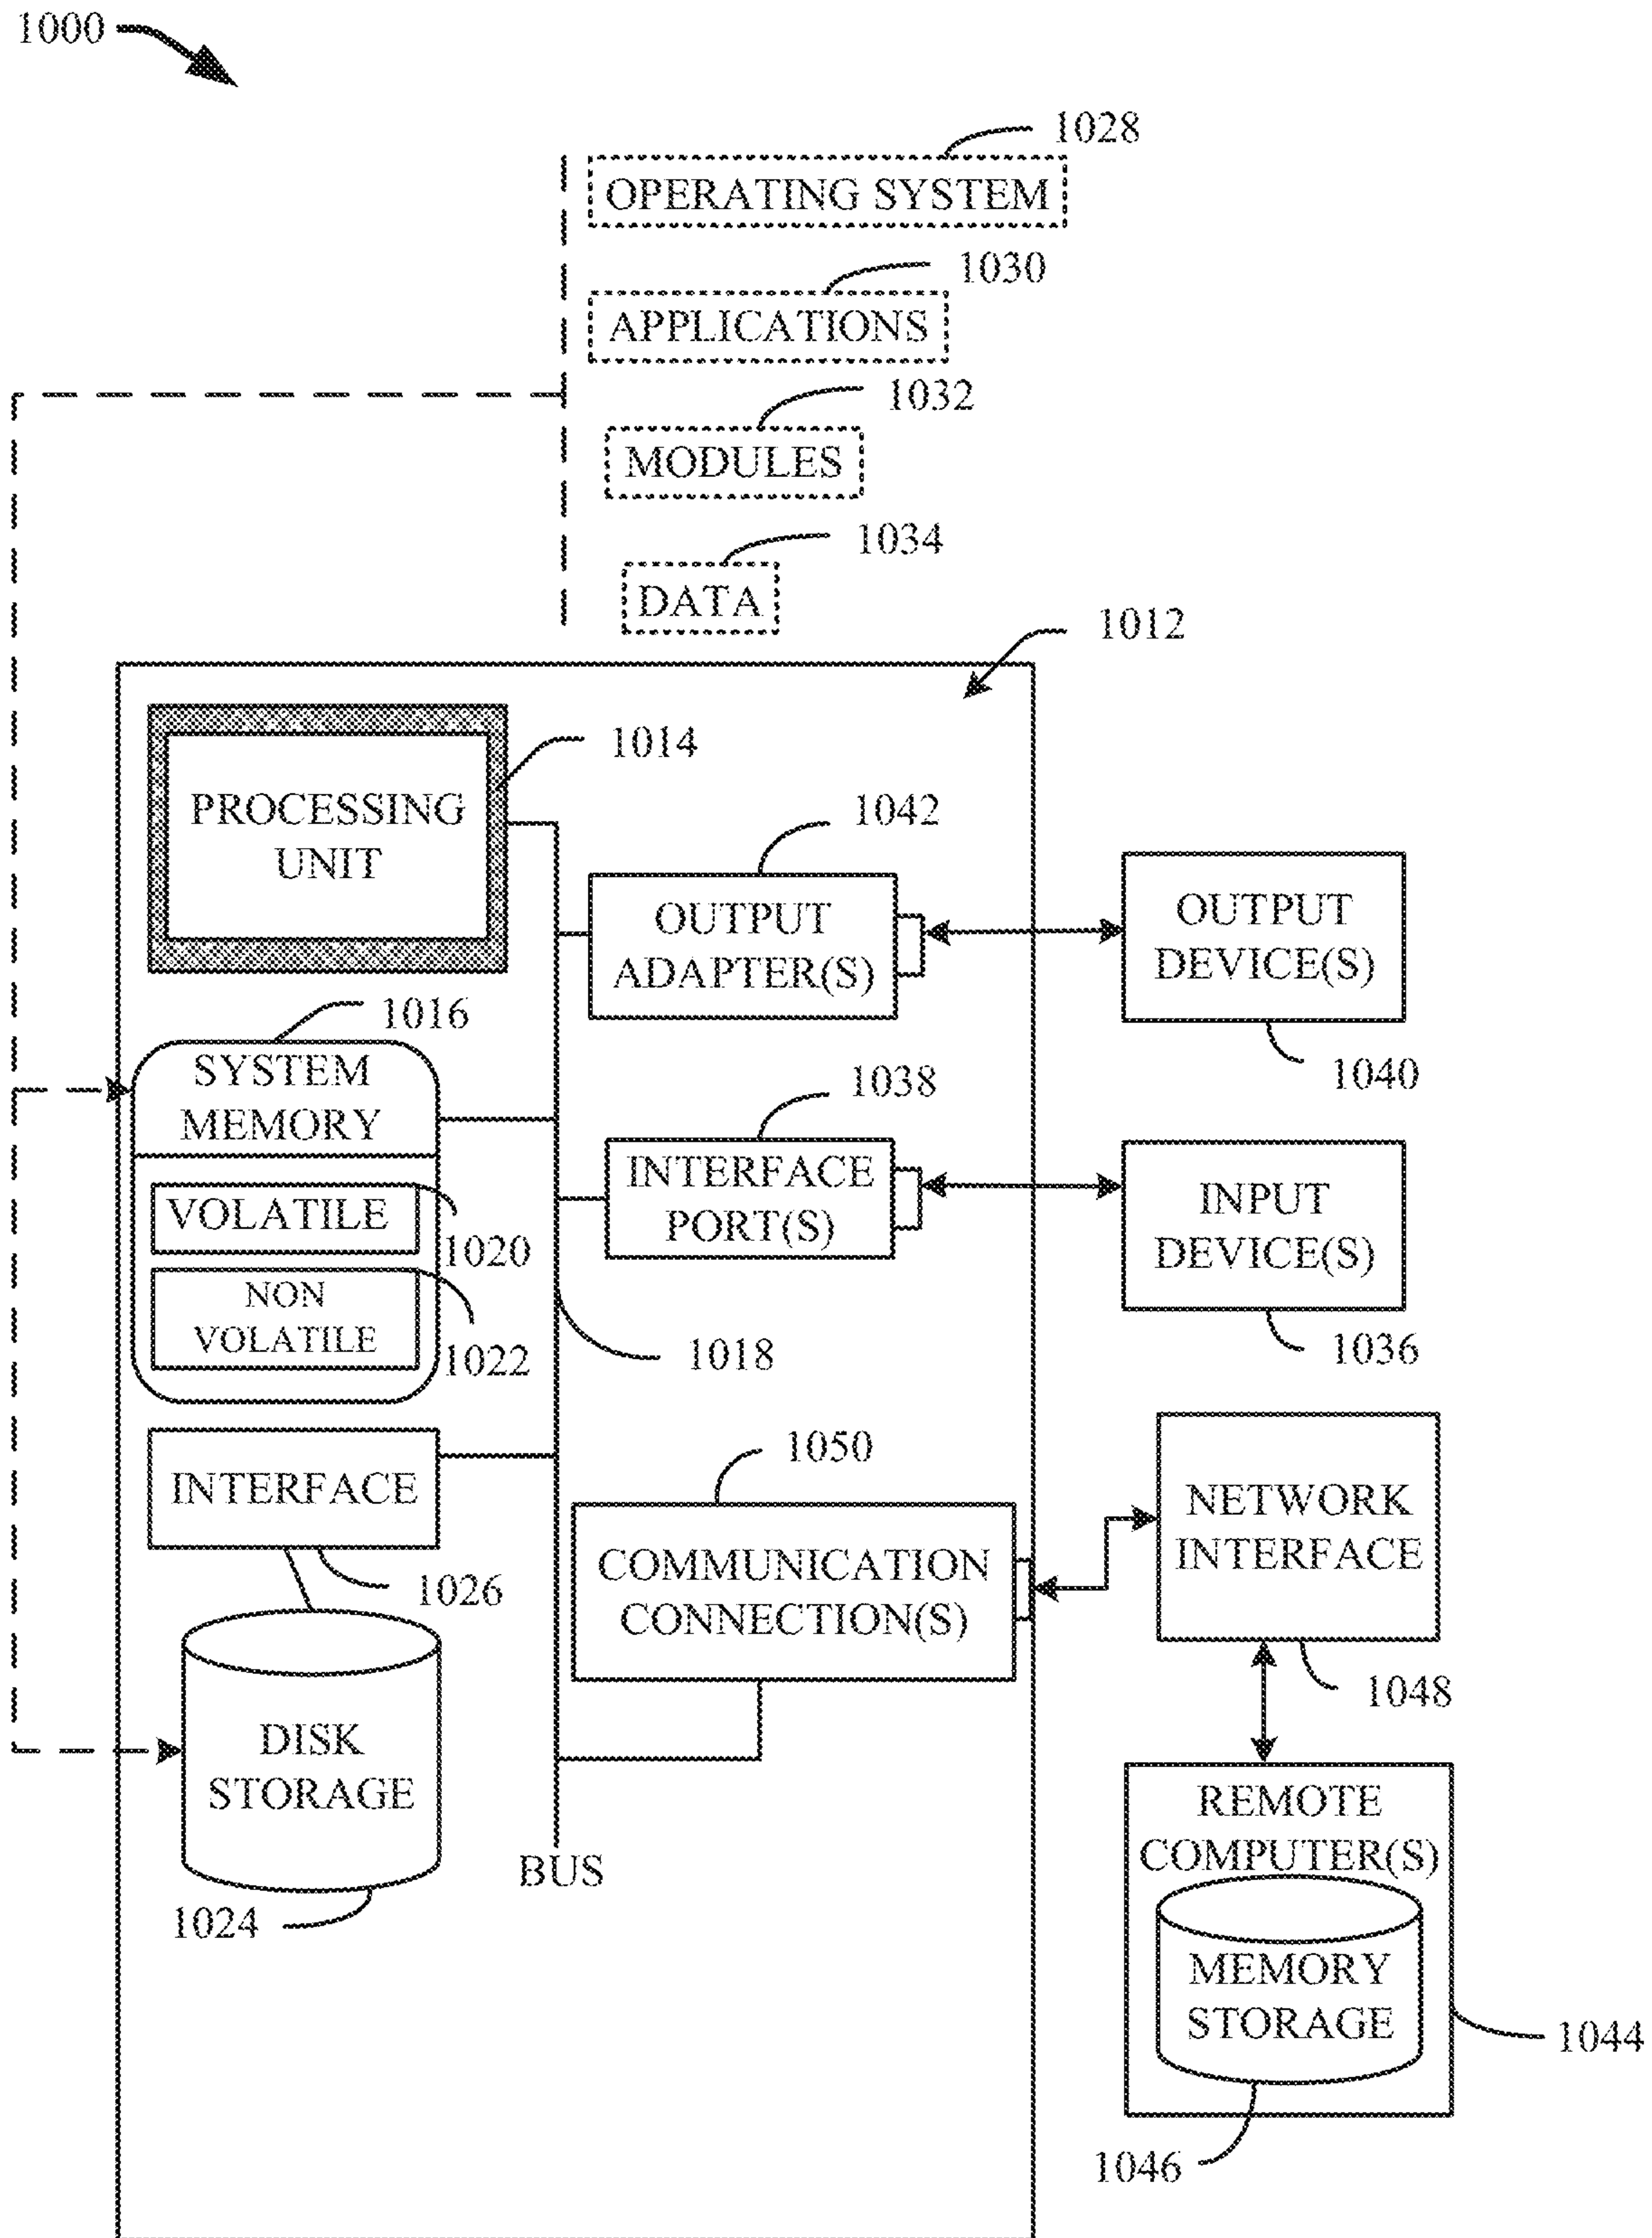 1000
1028
OPERATING SYSTEM
1030
APPLICATIONS
1032
MODULES
1034
DATA
1012
1014
PROCESSING
UNIT
1042
OUTPUT
ADAPTER(S)
OUTPUT
DEVICE(S)
1040
1016
SYSTEM
MEMORY
1038
INTERFACE
PORT(S)
INPUT
DEVICE(S)
1036
VOLATILE
1020
NON
VOLATILE
1022
1018
INTERFACE
1026
1050
COMMUNICATION
CONNECTION(S)
NETWORK
INTERFACE
1048
DISK
STORAGE
1024
BUS
REMOTE
COMPUTER(S)
MEMORY
STORAGE
1044
1046